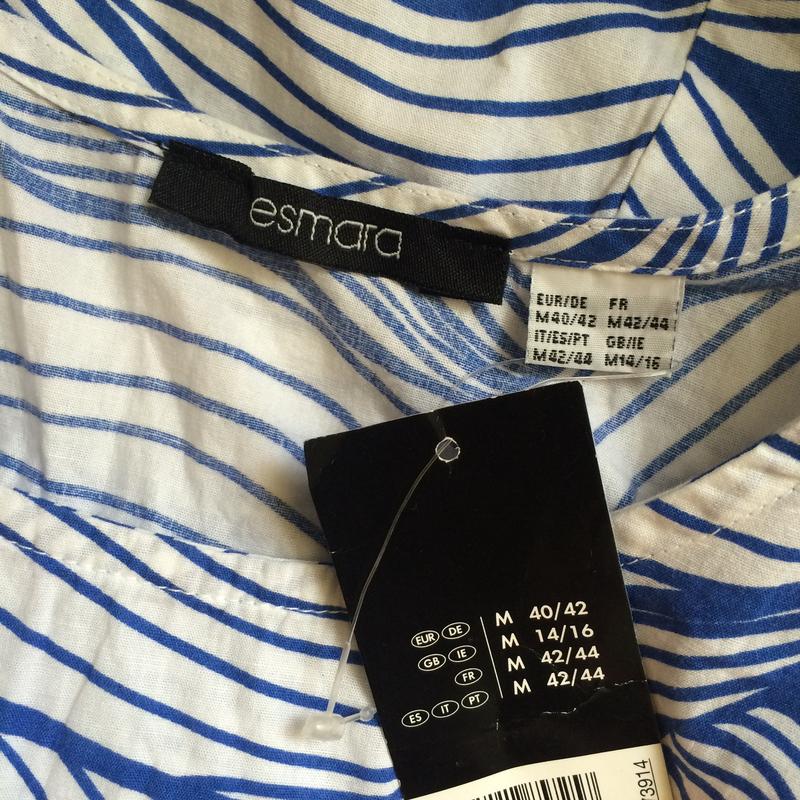 esmara
EUR/DE FR
M40/42 M42/44
IT/ES/PT GB/IE
M42/44 M14/16
EUR DE M 40/42
GB IE M 14/16
FR M 42/44
ES IT PT M 42/44
3914